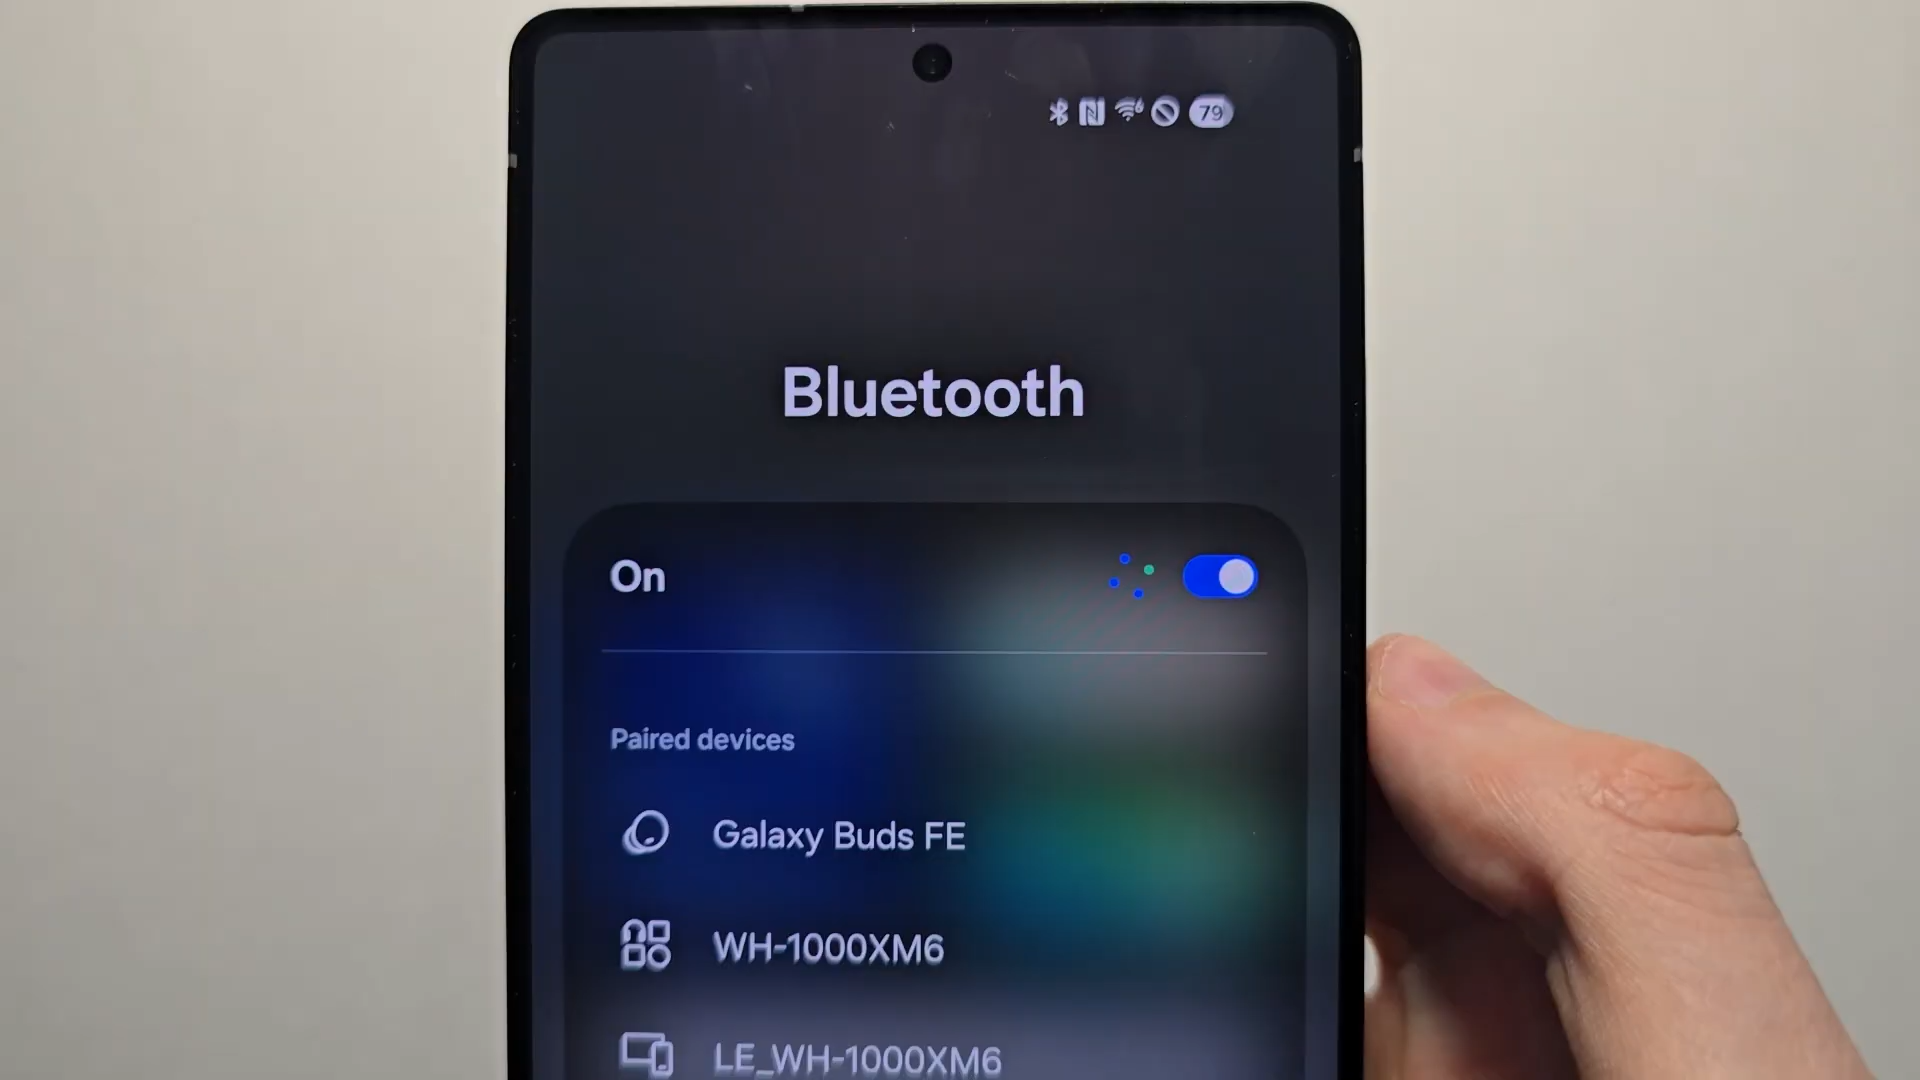 79
Bluetooth
On
Paired devices
Galaxy Buds FE
WH-1000XM6
LE_WH-1000XM6